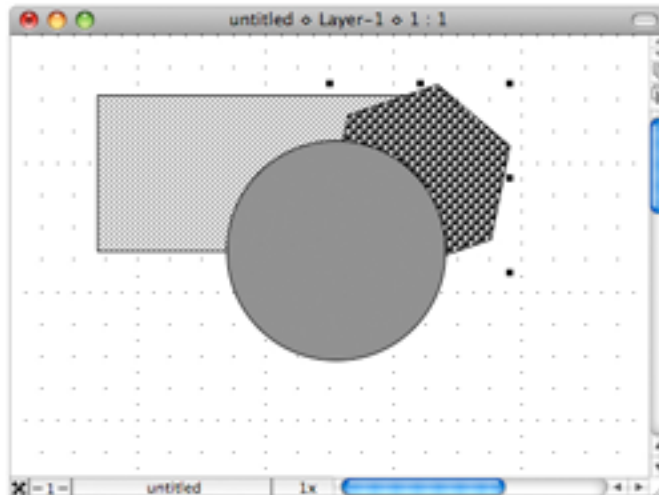 untitled ⋄ Layer-1 ⋄ 1 : 1
-1-
untitled
1x